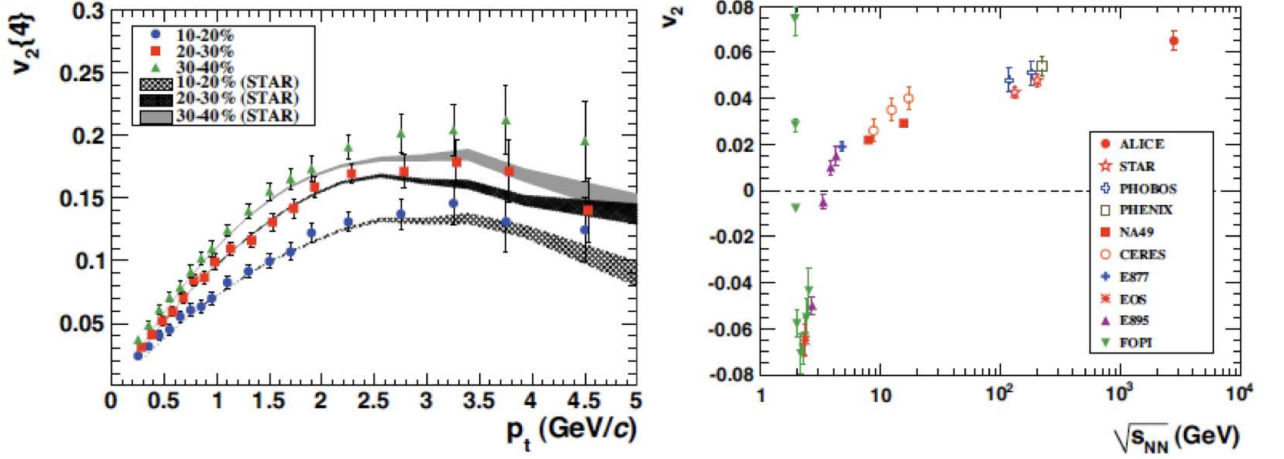 v2{4}
0.3
0.25
0.2
0.15
0.1
0.05
10-20%
20-30%
30-40%
10-20% (STAR)
20-30% (STAR)
30-40% (STAR)
0 0.5 1 1.5 2 2.5 3 3.5 4 4.5 5
pt (GeV/c)
v2
0.08
0.06
0.04
0.02
0
-0.02
-0.04
-0.06
-0.08
ALICE
STAR
PHOBOS
PHENIX
NA49
CERES
E877
EOS
E895
FOPI
1 10 10² 10³ 10⁴
√sNN (GeV)